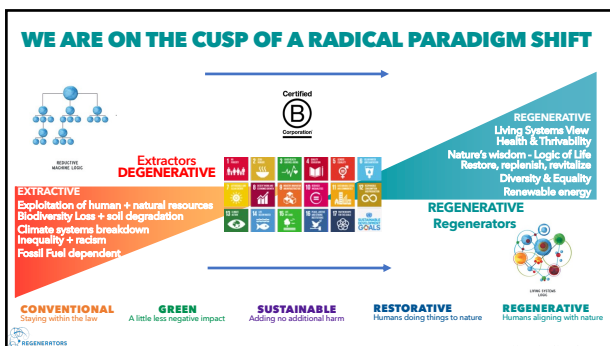 WE ARE ON THE CUSP OF A RADICAL PARADIGM SHIFT
REDUCTIVE
MACHINE LOGIC
Certified
B
Corporation
Extractors
DEGENERATIVE
EXTRACTIVE
Exploitation of human + natural resources
Biodiversity Loss + soil degradation
Climate systems breakdown
Inequality + racism
Fossil Fuel dependent
GOALS
REGENERATIVE
Living Systems View
Health & Thrivability
Nature's wisdom - Logic of Life
Restore, replenish, revitalize
Diversity & Equality
Renewable energy
REGENERATIVE
Regenerators
LIVING SYSTEMS
LOGIC
CONVENTIONAL
Staying within the law
GREEN
A little less negative impact
SUSTAINABLE
Adding no additional harm
RESTORATIVE
Humans doing things to nature
REGENERATIVE
Humans aligning with nature
REGENERATORS